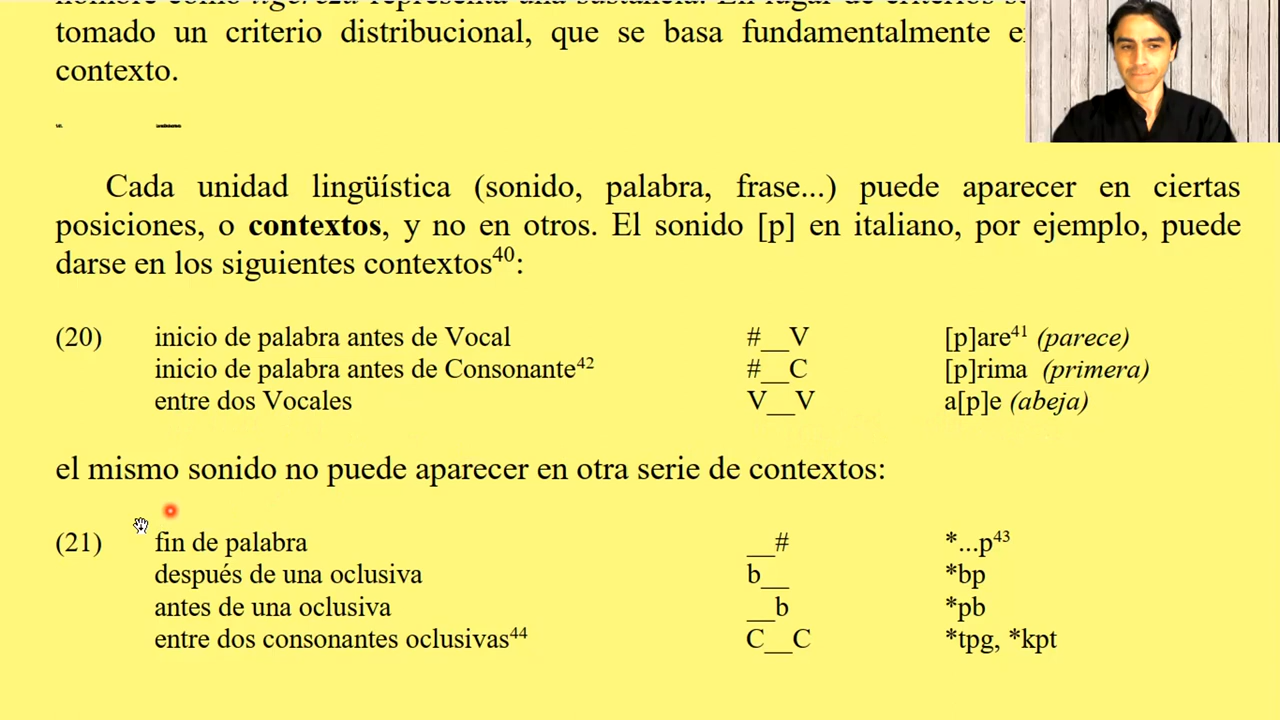 tomado un criterio distribucional, que se basa fundamentalmente
contexto.
Cada unidad lingüística (sonido, palabra, frase...) puede aparecer en ciertas
posiciones, o contextos, y no en otros. El sonido [p] en italiano, por ejemplo, puede
darse en los siguientes contextos40:
(20) inicio de palabra antes de Vocal #__V [p]are41 (parece)
inicio de palabra antes de Consonante42 #__C [p]rima (primera)
entre dos Vocales V__V a[p]e (abeja)
el mismo sonido no puede aparecer en otra serie de contextos:
(21) fin de palabra __# *...p43
después de una oclusiva b__ *bp
antes de una oclusiva __b *pb
entre dos consonantes oclusivas44 C__C *tpg, *kpt